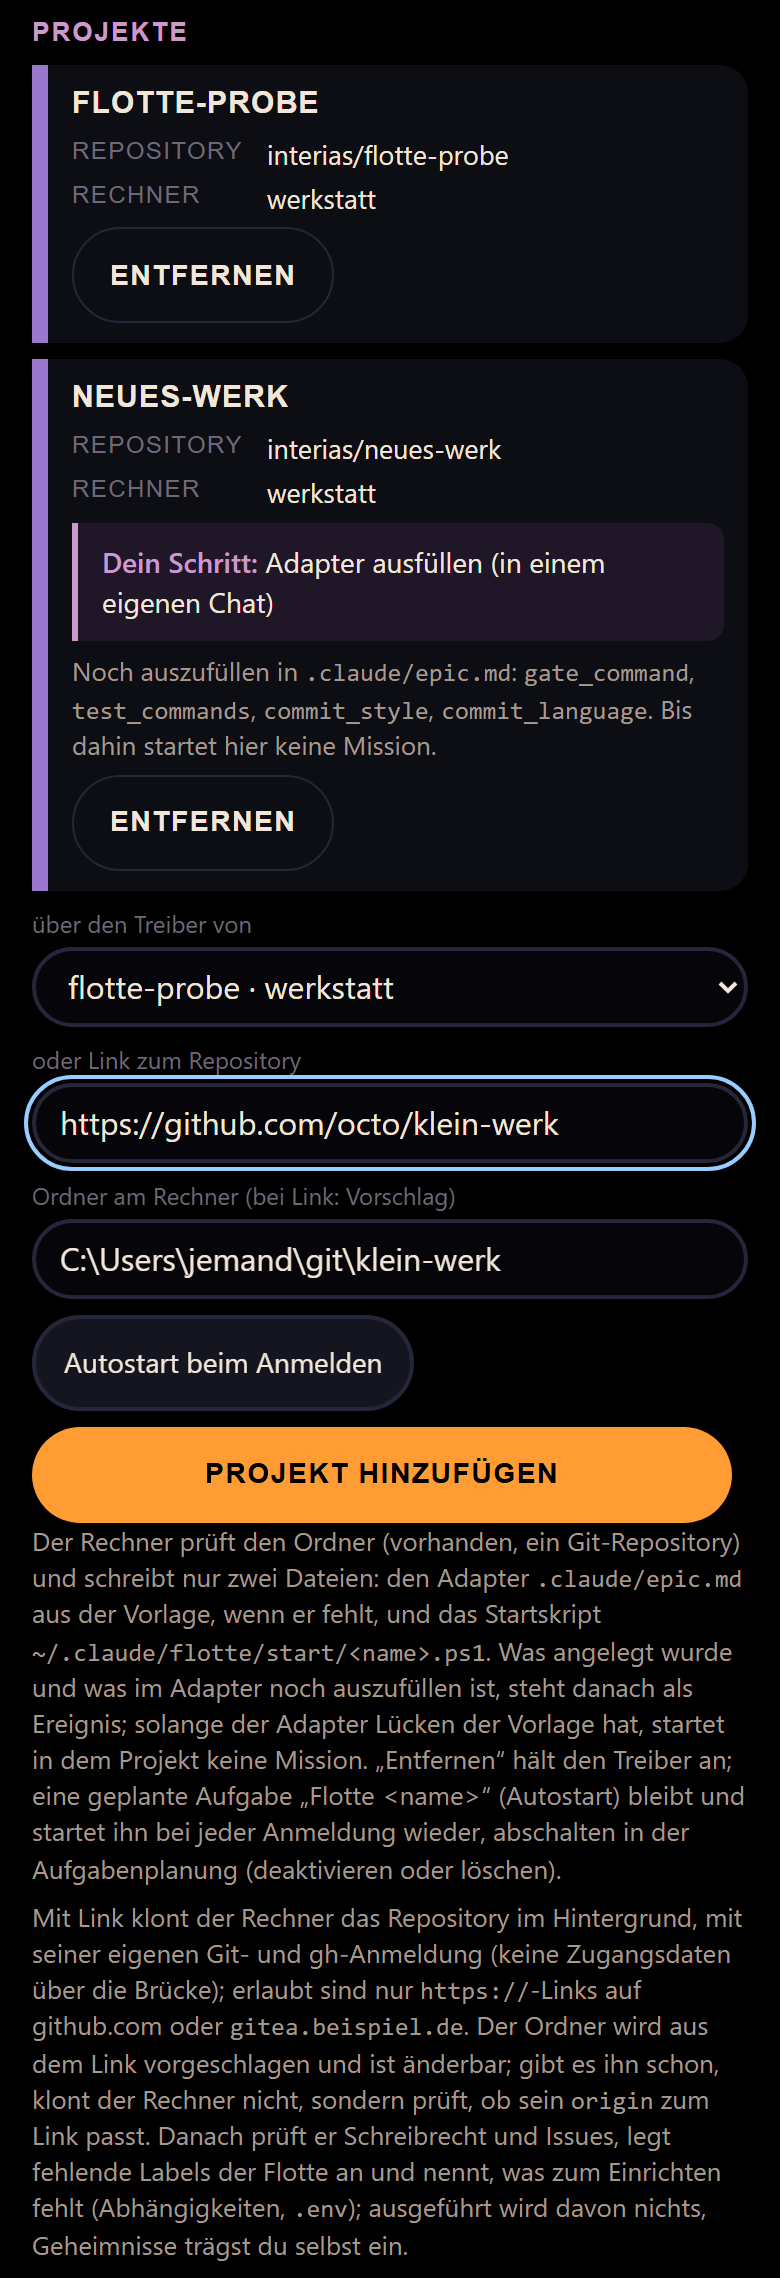 PROJEKTE
FLOTTE-PROBE
REPOSITORY interias/flotte-probe
RECHNER werkstatt
ENTFERNEN
NEUES-WERK
REPOSITORY interias/neues-werk
RECHNER werkstatt
Dein Schritt: Adapter ausfüllen (in einem
eigenen Chat)
Noch auszufüllen in .claude/epic.md: gate_command,
test_commands, commit_style, commit_language. Bis
dahin startet hier keine Mission.
ENTFERNEN
über den Treiber von
flotte-probe · werkstatt
oder Link zum Repository
https://github.com/octo/klein-werk
Ordner am Rechner (bei Link: Vorschlag)
C:\Users\jemand\git\klein-werk
Autostart beim Anmelden
PROJEKT HINZUFÜGEN
Der Rechner prüft den Ordner (vorhanden, ein Git-Repository)
und schreibt nur zwei Dateien: den Adapter .claude/epic.md
aus der Vorlage, wenn er fehlt, und das Startskript
~/.claude/flotte/start/<name>.ps1. Was angelegt wurde
und was im Adapter noch auszufüllen ist, steht danach als
Ereignis; solange der Adapter Lücken der Vorlage hat, startet
in dem Projekt keine Mission. „Entfernen“ hält den Treiber an;
eine geplante Aufgabe „Flotte <name>“ (Autostart) bleibt und
startet ihn bei jeder Anmeldung wieder, abschalten in der
Aufgabenplanung (deaktivieren oder löschen).
Mit Link klont der Rechner das Repository im Hintergrund, mit
seiner eigenen Git- und gh-Anmeldung (keine Zugangsdaten
über die Brücke); erlaubt sind nur https://-Links auf
github.com oder gitea.beispiel.de. Der Ordner wird aus
dem Link vorgeschlagen und ist änderbar; gibt es ihn schon,
klont der Rechner nicht, sondern prüft, ob sein origin zum
Link passt. Danach prüft er Schreibrecht und Issues, legt
fehlende Labels der Flotte an und nennt, was zum Einrichten
fehlt (Abhängigkeiten, .env); ausgeführt wird davon nichts,
Geheimnisse trägst du selbst ein.